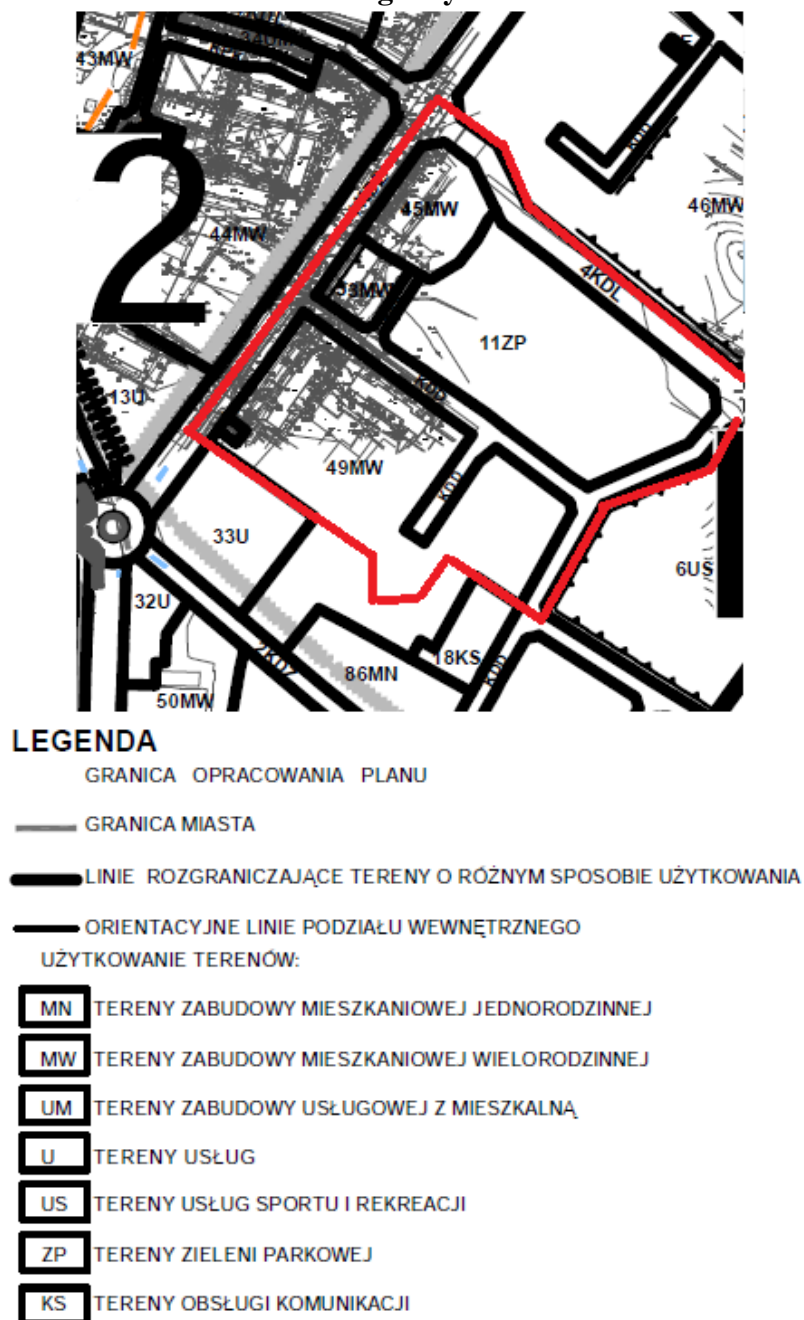 43MW
2
44MW
45MW
46MW
53MW
4KDL
11ZP
KDD
KDD
13U
KDD
49MW
33U
6US
32U
2KDZ
18KS
86MN
KDD
50MW
LEGENDA
GRANICA OPRACOWANIA PLANU
GRANICA MIASTA
LINIE ROZGRANICZAJĄCE TERENY O RÓŻNYM SPOSOBIE UŻYTKOWANIA
ORIENTACYJNE LINIE PODZIAŁU WEWNĘTRZNEGO
UŻYTKOWANIE TERENÓW:
MN TERENY ZABUDOWY MIESZKANIOWEJ JEDNORODZINNEJ
MW TERENY ZABUDOWY MIESZKANIOWEJ WIELORODZINNEJ
UM TERENY ZABUDOWY USŁUGOWEJ Z MIESZKALNĄ
U TERENY USŁUG
US TERENY USŁUG SPORTU I REKREACJI
ZP TERENY ZIELENI PARKOWEJ
KS TERENY OBSŁUGI KOMUNIKACJI